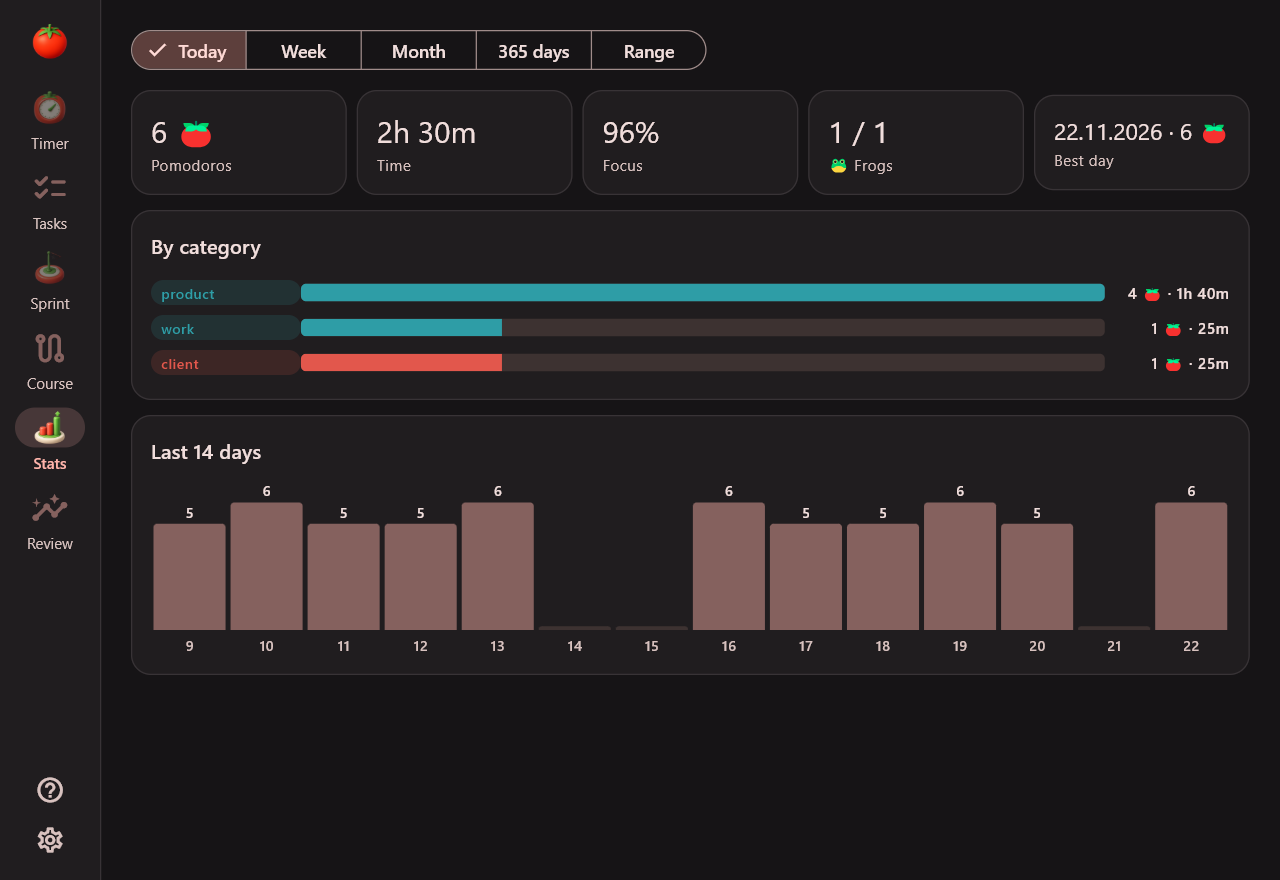 Today Week Month 365 days Range
6 🍅 2h 30m 96% 1 / 1 22.11.2026 · 6 🍅
Pomodoros Time Focus 🐸 Frogs Best day
Timer
Tasks
Sprint
Course
Stats
Review
By category
product 4 🍅 · 1h 40m
work 1 🍅 · 25m
client 1 🍅 · 25m
Last 14 days
5 6 5 5 6 6 5 5 6 5 6
9 10 11 12 13 14 15 16 17 18 19 20 21 22